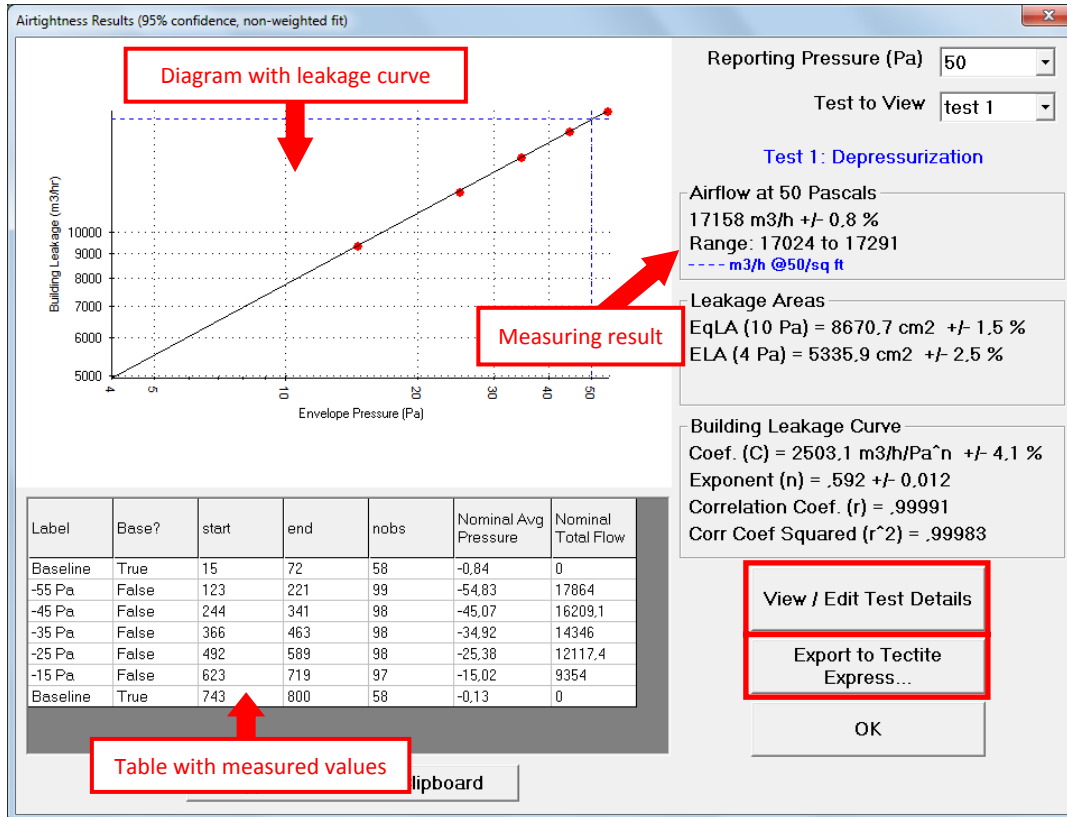 Airtightness Results (95% confidence, non-weighted fit)
Diagram with leakage curve
Building Leakage (m3/hr)
10000
9000
8000
7000
6000
5000
4 5 10 20 30 40 50
Envelope Pressure (Pa)
Measuring result
Reporting Pressure (Pa) 50
Test to View test 1
Test 1: Depressurization
Airflow at 50 Pascals
17158 m3/h +/- 0,8 %
Range: 17024 to 17291
---- m3/h @50/sq ft
Leakage Areas
EqLA (10 Pa) = 8670,7 cm2 +/- 1,5 %
ELA (4 Pa) = 5335,9 cm2 +/- 2,5 %
Building Leakage Curve
Coef. (C) = 2503,1 m3/h/Pa^n +/- 4,1 %
Exponent (n) = ,592 +/- 0,012
Correlation Coef. (r) = ,99991
Corr Coef Squared (r^2) = ,99983
Label Base? start end nobs Nominal Avg Pressure Nominal Total Flow
Baseline True 15 72 58 -0,84 0
-55 Pa False 123 221 99 -54,83 17864
-45 Pa False 244 341 98 -45,07 16209,1
-35 Pa False 366 463 98 -34,92 14346
-25 Pa False 492 589 98 -25,38 12117,4
-15 Pa False 623 719 97 -15,02 9354
Baseline True 743 800 58 -0,13 0
Table with measured values
lipboard
View / Edit Test Details
Export to Tectite
Express...
OK